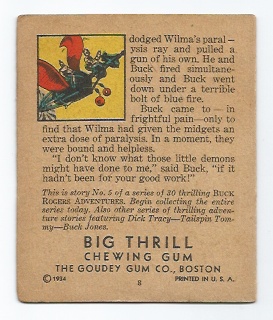 dodged Wilma's paral-
ysis ray and pulled a
gun of his own. He and
Buck fired simultane-
ously and Buck went
down under a terrible
bolt of blue fire.
Buck came to — in
frightful pain—only to
find that Wilma had given the midgets an
extra dose of paralysis. In a moment, they
were bound and helpless.
"I don't know what those little demons
might have done to me," said Buck, "if it
hadn't been for your good work!"
This is story No. 5 of a series of 30 thrilling BUCK
ROGERS ADVENTURES. Begin collecting the entire
series today. Also other series of thrilling adven-
ture stories featuring Dick Tracy—Tailspin Tom-
my—Buck Jones.
BIG THRILL
CHEWING GUM
THE GOUDEY GUM CO., BOSTON
©1934 8 PRINTED IN U. S. A.